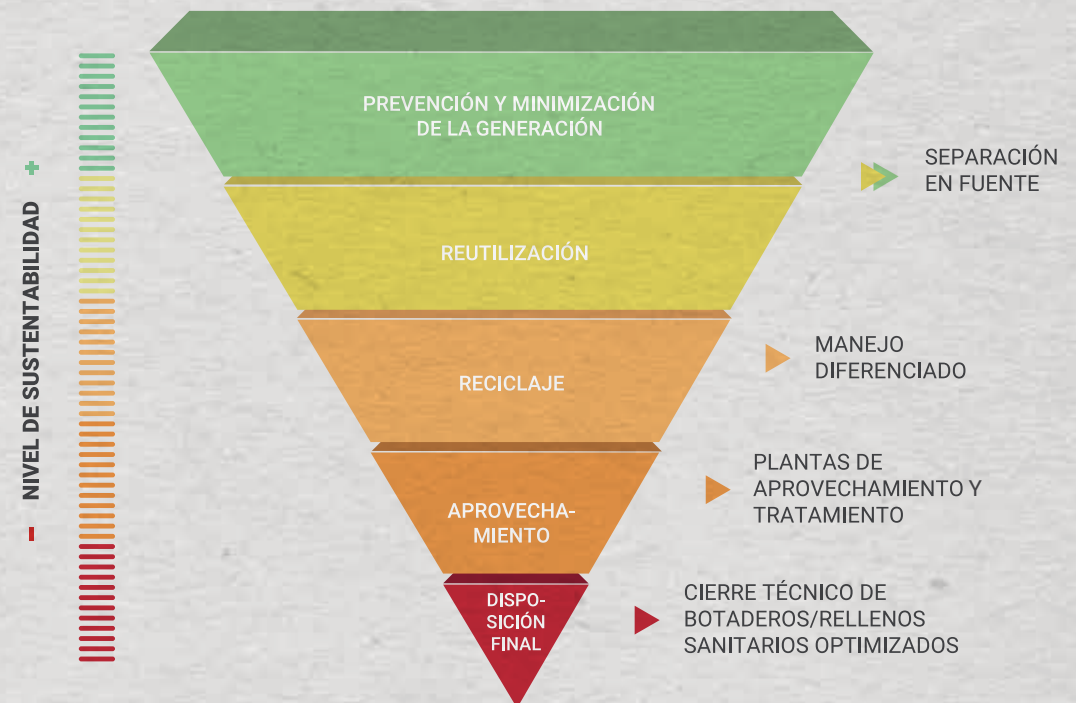 PREVENCIÓN Y MINIMIZACIÓN
DE LA GENERACIÓN
SEPARACIÓN
EN FUENTE
REUTILIZACIÓN
MANEJO
DIFERENCIADO
RECICLAJE
PLANTAS DE
APROVECHAMIENTO Y
TRATAMIENTO
APROVECHA-
MIENTO
CIERRE TÉCNICO DE
BOTADEROS/RELLENOS
SANITARIOS OPTIMIZADOS
DISPO-
SICIÓN
FINAL
- NIVEL DE SUSTENTABILIDAD +